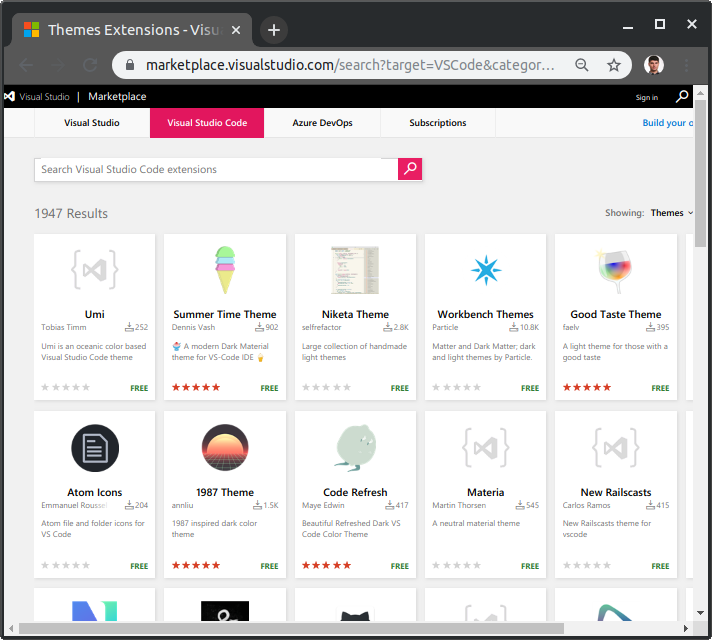 Themes Extensions - Visu
marketplace.visualstudio.com/search?target=VSCode&categor...
Visual Studio | Marketplace
Sign in
Visual Studio
Visual Studio Code
Azure DevOps
Subscriptions
Build your o
Search Visual Studio Code extensions
1947 Results
Showing: Themes
Umi
Tobias Timm 252
Umi is an oceanic color based
Visual Studio Code theme
FREE
Summer Time Theme
Dennis Vash 902
🍧 A modern Dark Material
theme for VS-Code IDE 🍦
FREE
Niketa Theme
selfrefactor 2.8K
Large collection of handmade
light themes
FREE
Workbench Themes
Particle 10.8K
Matter and Dark Matter; dark
and light themes by Particle.
FREE
Good Taste Theme
faelv 395
A light theme for those with a
good taste
FREE
Atom Icons
Emmanuel Rousse 204
Atom file and folder icons for
VS Code
FREE
1987 Theme
annliu 1.5K
1987 inspired dark color
theme
FREE
Code Refresh
Maye Edwin 417
Beautiful Refreshed Dark VS
Code Color Theme
FREE
Materia
Martin Thorsen 545
A neutral material theme
FREE
New Railscasts
Carlos Ramos 415
New Railscasts theme for
vscode
FREE